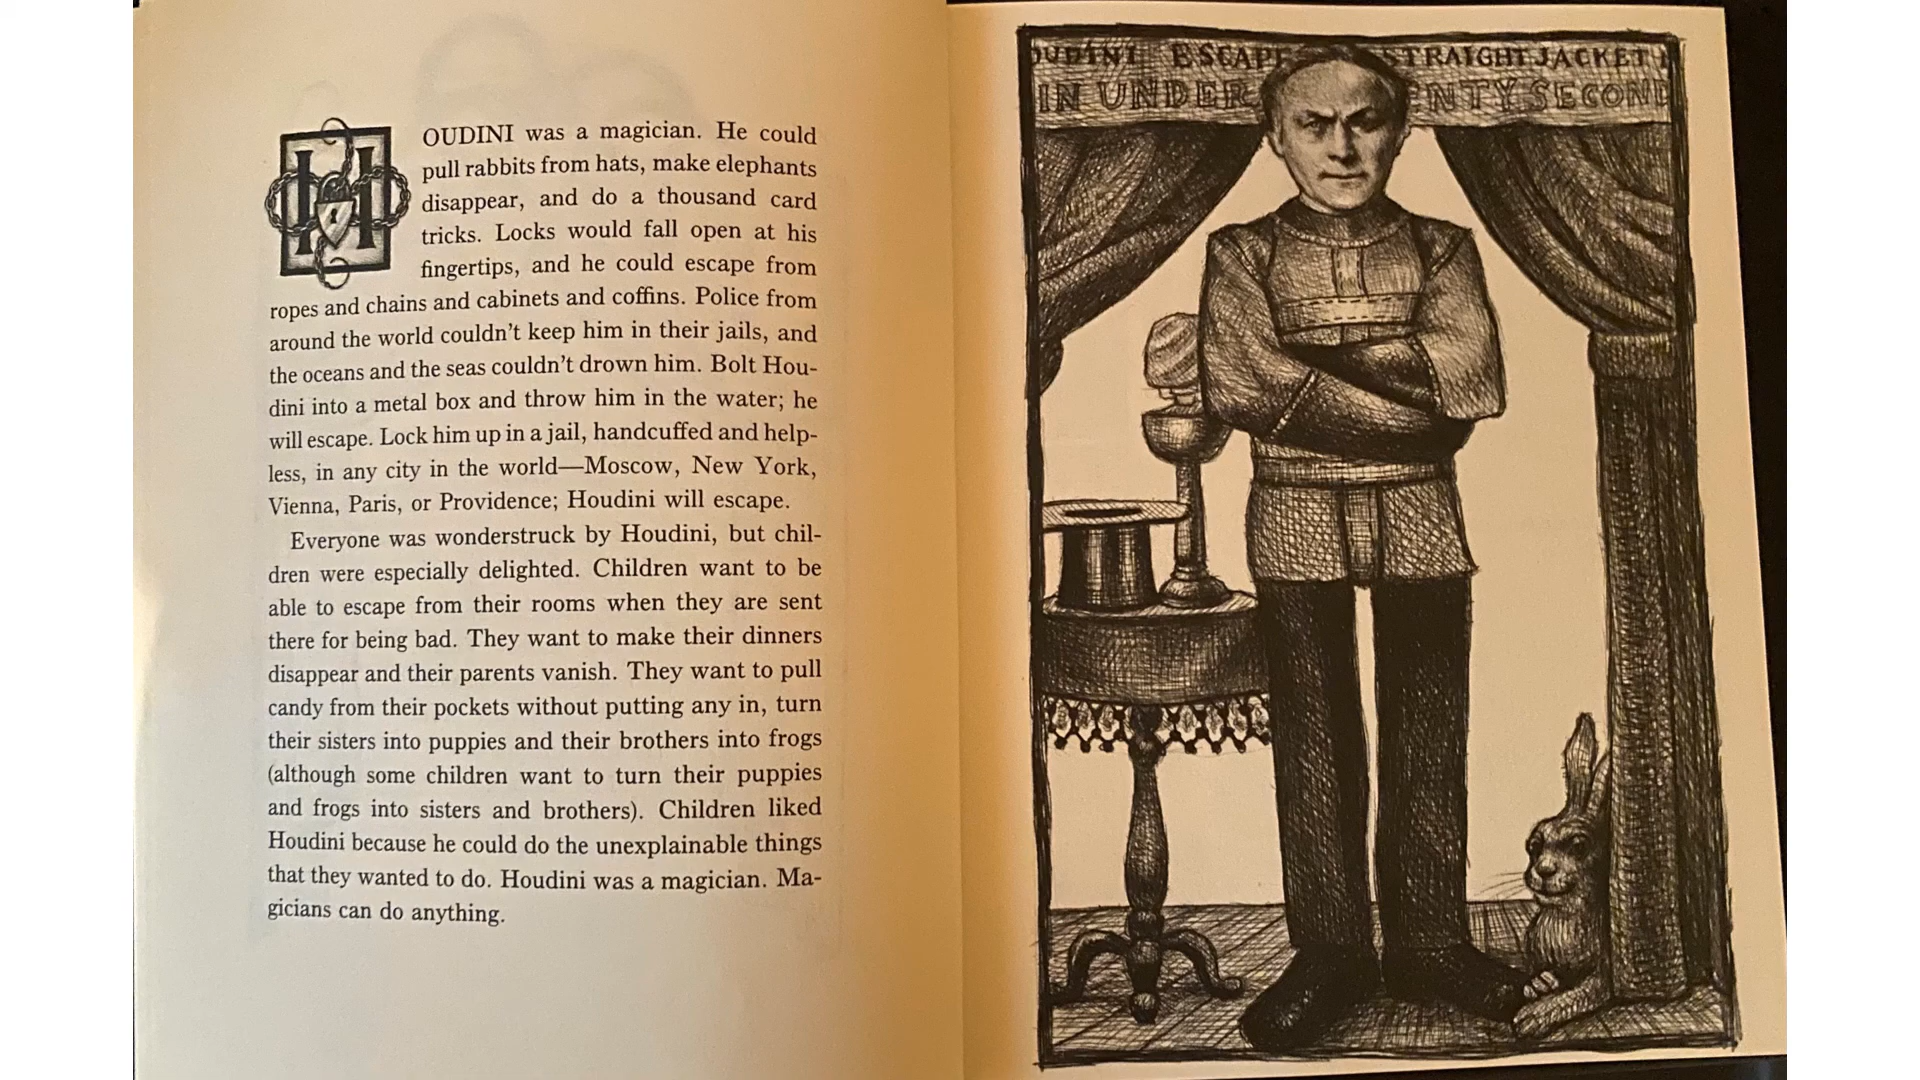 HOUDINI was a magician. He could
pull rabbits from hats, make elephants
disappear, and do a thousand card
tricks. Locks would fall open at his
fingertips, and he could escape from
ropes and chains and cabinets and coffins. Police from
around the world couldn't keep him in their jails, and
the oceans and the seas couldn't drown him. Bolt Hou-
dini into a metal box and throw him in the water; he
will escape. Lock him up in a jail, handcuffed and help-
less, in any city in the world—Moscow, New York,
Vienna, Paris, or Providence; Houdini will escape.
Everyone was wonderstruck by Houdini, but chil-
dren were especially delighted. Children want to be
able to escape from their rooms when they are sent
there for being bad. They want to make their dinners
disappear and their parents vanish. They want to pull
candy from their pockets without putting any in, turn
their sisters into puppies and their brothers into frogs
(although some children want to turn their puppies
and frogs into sisters and brothers). Children liked
Houdini because he could do the unexplainable things
that they wanted to do. Houdini was a magician. Ma-
gicians can do anything.
OUDINI ESCAPE STRAIGHTJACKET
IN UNDER ENTY SECOND